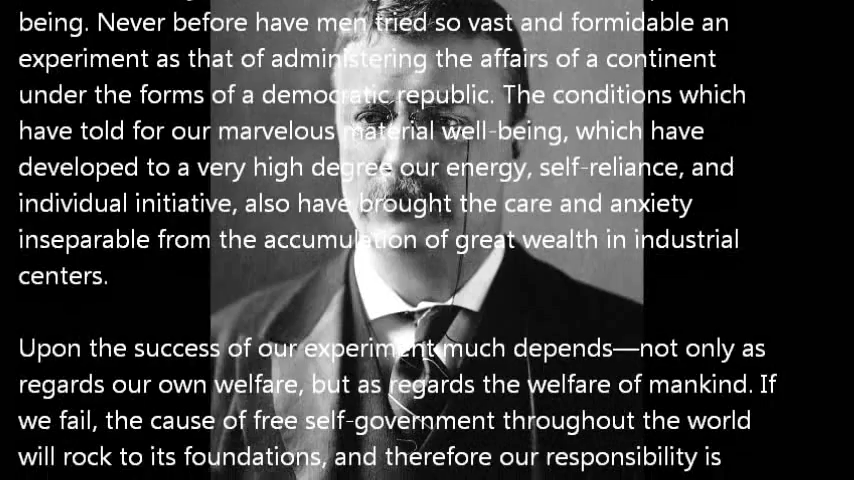 being. Never before have men tried so vast and formidable an
experiment as that of administering the affairs of a continent
under the forms of a democratic republic. The conditions which
have told for our marvelous material well-being, which have
developed to a very high degree our energy, self-reliance, and
individual initiative, also have brought the care and anxiety
inseparable from the accumulation of great wealth in industrial
centers.
Upon the success of our experiment much depends—not only as
regards our own welfare, but as regards the welfare of mankind. If
we fail, the cause of free self-government throughout the world
will rock to its foundations, and therefore our responsibility is